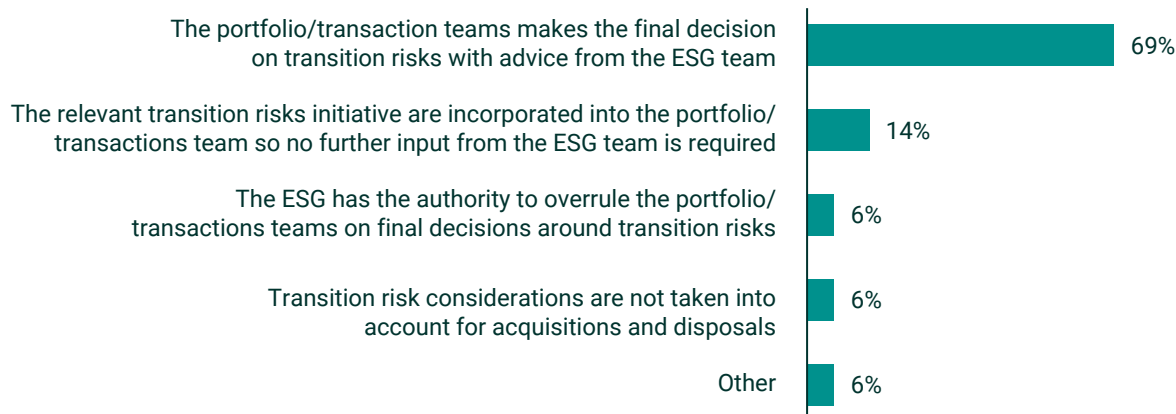 The portfolio/transaction teams makes the final decision
on transition risks with advice from the ESG team
69%
The relevant transition risks initiative are incorporated into the portfolio/
transactions team so no further input from the ESG team is required
14%
The ESG has the authority to overrule the portfolio/
transactions teams on final decisions around transition risks
6%
Transition risk considerations are not taken into
account for acquisitions and disposals
6%
Other
6%